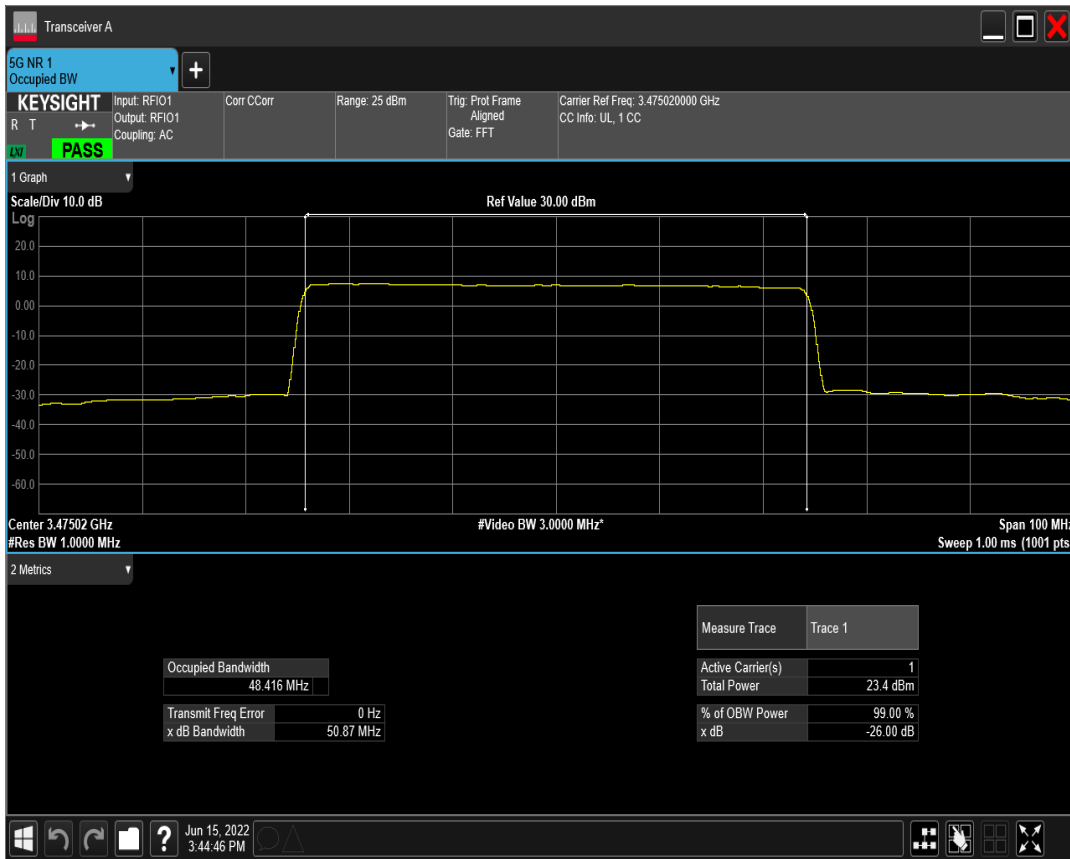 Transceiver A
5G NR 1
Occupied BW
+
KEYSIGHT
R T
LXI
PASS
Input: RFIO1
Output: RFIO1
Coupling: AC
Corr CCorr
Range: 25 dBm
Trig: Prot Frame
Aligned
Gate: FFT
Carrier Ref Freq: 3.475020000 GHz
CC Info: UL, 1 CC
1 Graph
Scale/Div 10.0 dB
Ref Value 30.00 dBm
Log
20.0
10.0
0.00
-10.0
-20.0
-30.0
-40.0
-50.0
-60.0
Center 3.47502 GHz
#Video BW 3.0000 MHz*
Span 100 MHz
#Res BW 1.0000 MHz
Sweep 1.00 ms (1001 pts
2 Metrics
Measure Trace Trace 1
Occupied Bandwidth
48.416 MHz
Active Carrier(s) 1
Total Power 23.4 dBm
Transmit Freq Error 0 Hz
x dB Bandwidth 50.87 MHz
% of OBW Power 99.00 %
x dB -26.00 dB
?
Jun 15, 2022
3:44:46 PM